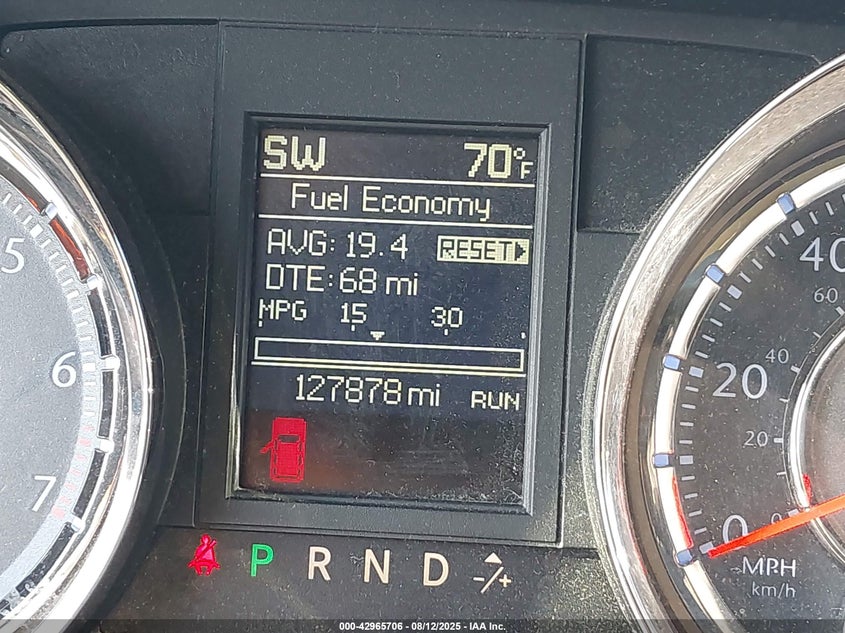 SW 70°F
Fuel Economy
AVG: 19.4 RESET
DTE: 68 mi
MPG 15 30
127878 mi RUN
5
6
7
40
60
20
40
20
0
0
MPH
km/h
P R N D -/+
000-42965706 - 08/12/2025 - IAA Inc.